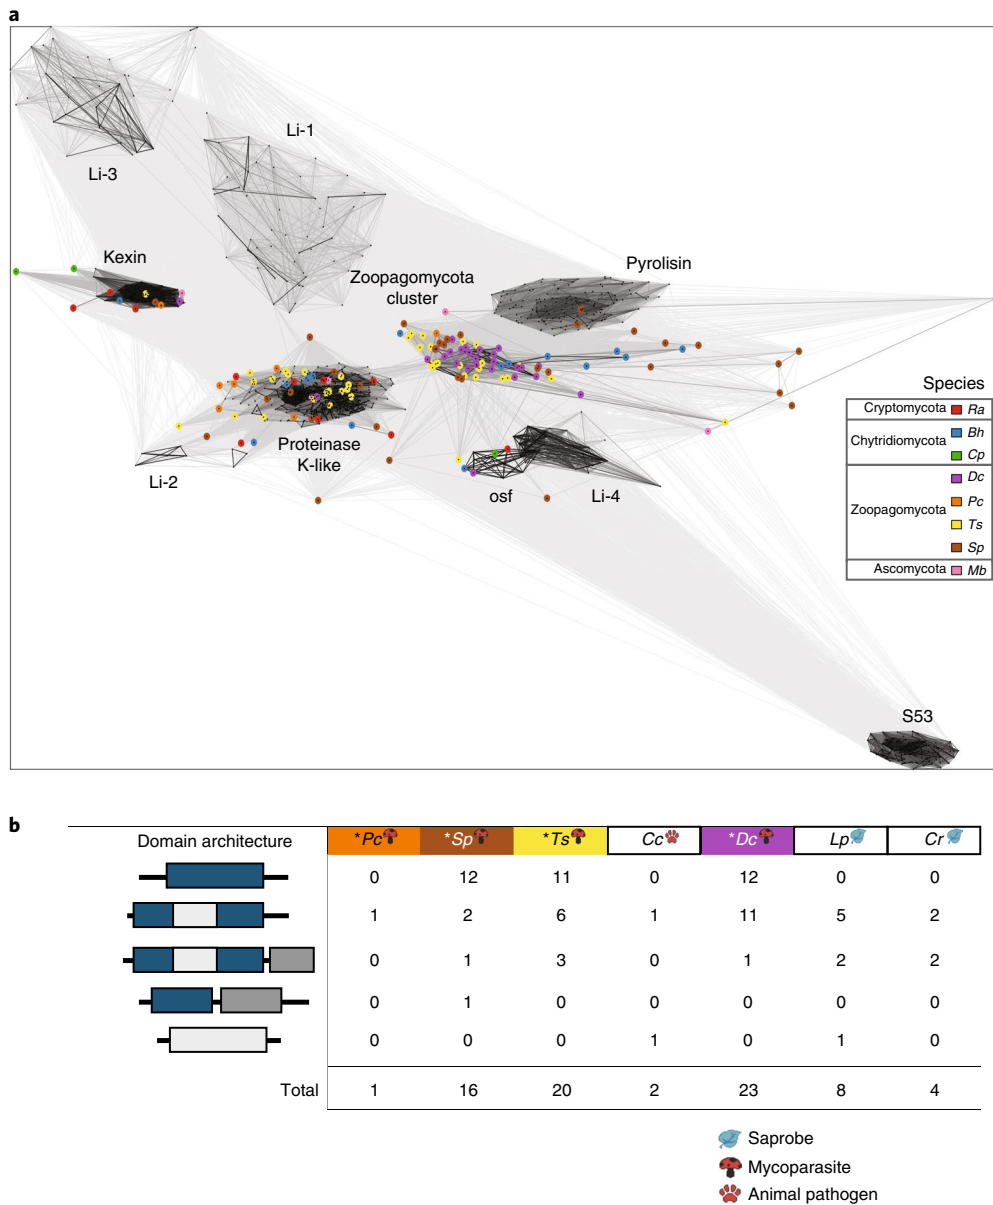 a
Li-1
Li-3
Kexin
Zoopagomycota
cluster
Pyrolisin
Proteinase
K-like
Li-2
osf
Li-4
S53
Species
Cryptomycota Ra
Chytridiomycota Bh
Cp
Zoopagomycota Dc
Pc
Ts
Sp
Ascomycota Mb
b
Domain architecture *Pc *Sp *Ts Cc *Dc Lp Cr
0 12 11 0 12 0 0
1 2 6 1 11 5 2
0 1 3 0 1 2 2
0 1 0 0 0 0 0
0 0 0 1 0 1 0
Total 1 16 20 2 23 8 4
Saprobe
Mycoparasite
Animal pathogen